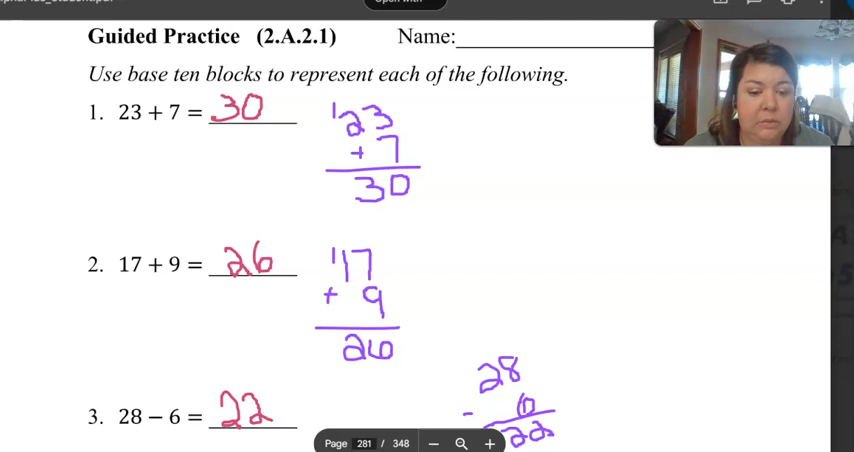 Open with
Guided Practice (2.A.2.1) Name:
Use base ten blocks to represent each of the following.
1. 23 + 7 = 30
1
23
+ 7
30
2. 17 + 9 = 26
1
17
+ 9
26
3. 28 − 6 = 22
28
- 6
22
Page 281 / 348